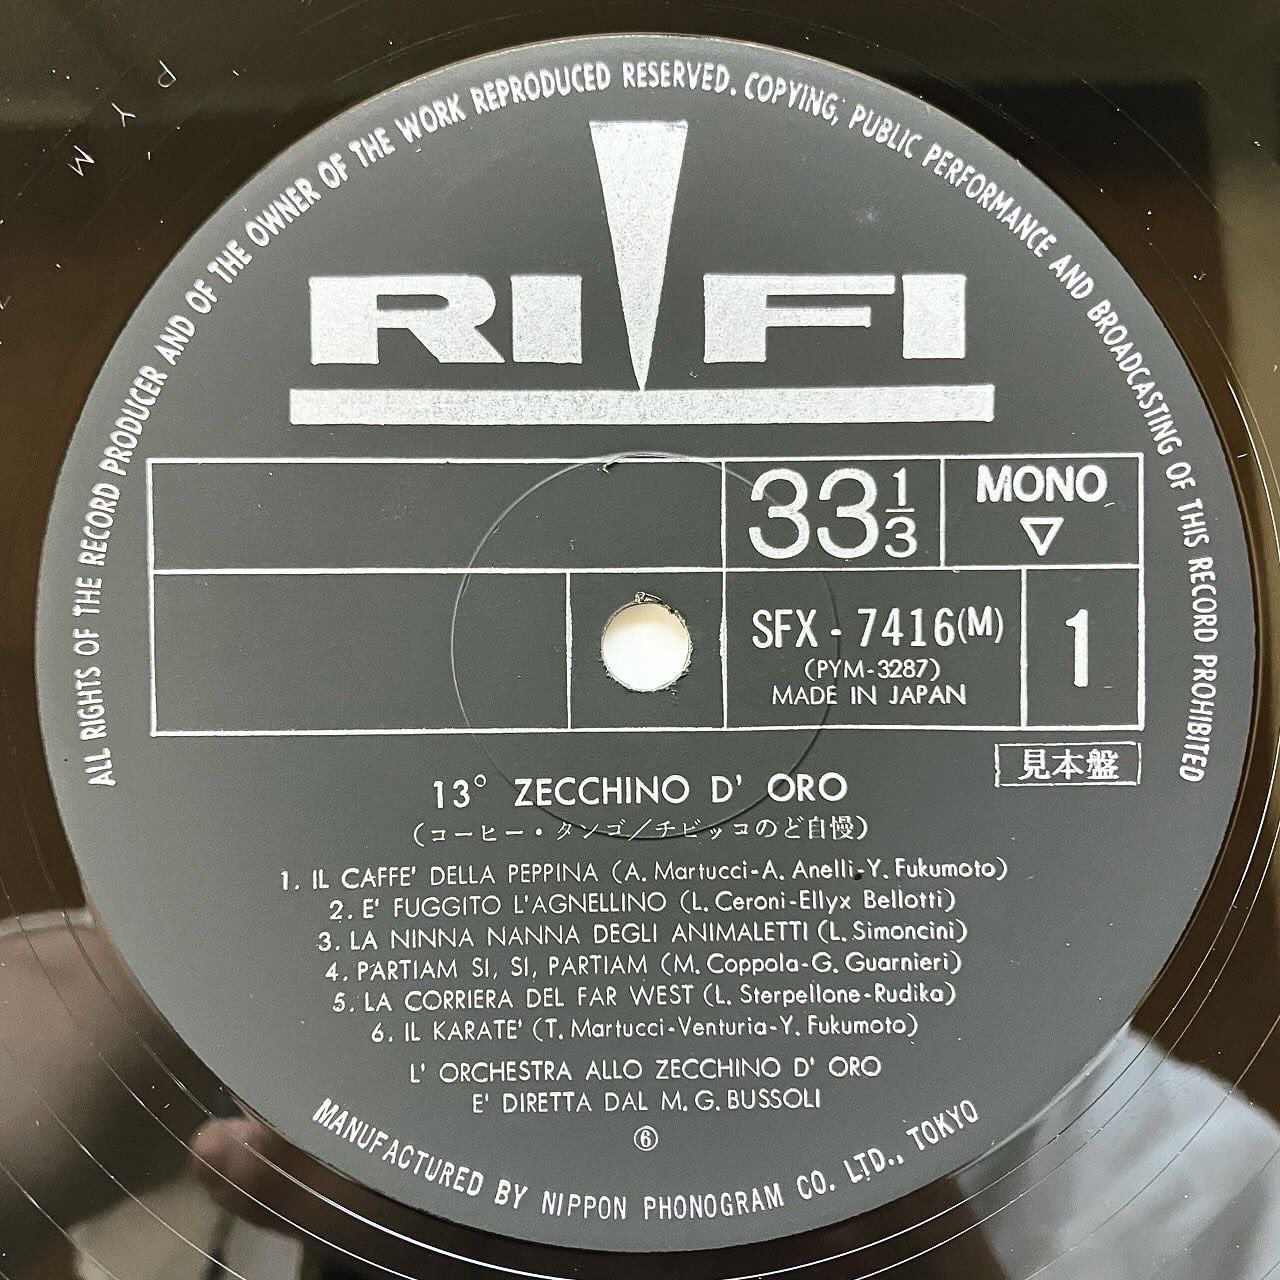 P Y M
ALL RIGHTS OF THE RECORD PRODUCER AND OF THE OWNER OF THE WORK REPRODUCED RESERVED. COPYING, PUBLIC PERFORMANCE AND BROADCASTING OF THIS RECORD PROHIBITED
RI FI
33 1/3
MONO
▽
SFX - 7416(M)
(PYM-3287)
MADE IN JAPAN
1
見本盤
13° ZECCHINO D' ORO
(コーヒー・タンゴ/チビッコのど自慢)
1. IL CAFFE' DELLA PEPPINA (A. Martucci-A. Anelli-Y. Fukumoto)
2. E' FUGGITO L'AGNELLINO (L. Ceroni-Ellyx Bellotti)
3. LA NINNA NANNA DEGLI ANIMALETTI (L. Simoncini)
4. PARTIAM SI, SI, PARTIAM (M. Coppola-G. Guarnieri)
5. LA CORRIERA DEL FAR WEST (L. Sterpellone-Rudika)
6. IL KARATE' (T. Martucci-Venturia-Y. Fukumoto)
L' ORCHESTRA ALLO ZECCHINO D' ORO
E' DIRETTA DAL M. G. BUSSOLI
⑥
MANUFACTURED BY NIPPON PHONOGRAM CO. LTD., TOKYO